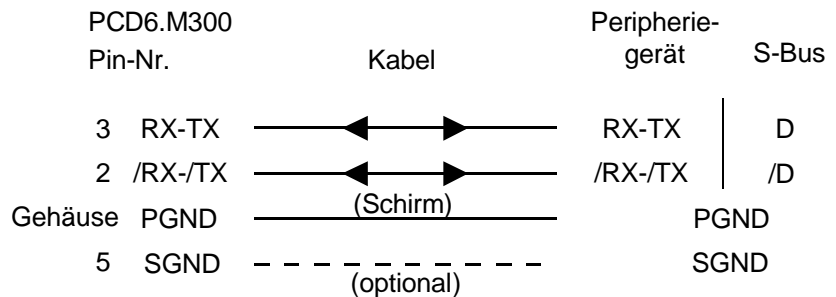 PCD6.M300 Peripherie-
Pin-Nr. Kabel gerät S-Bus
3 RX-TX RX-TX D
2 /RX-/TX /RX-/TX /D
Gehäuse PGND (Schirm) PGND
5 SGND (optional) SGND